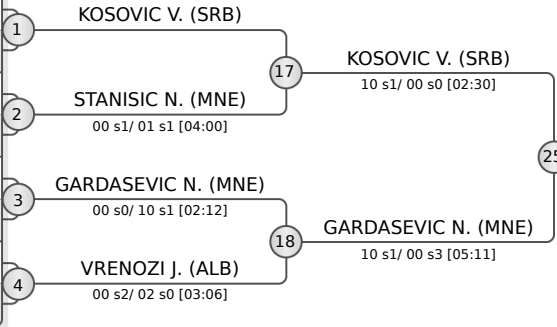 KOSOVIC V. (SRB)
1
17
KOSOVIC V. (SRB)
10 s1/ 00 s0 [02:30]
STANISIC N. (MNE)
2
00 s1/ 01 s1 [04:00]
25
GARDASEVIC N. (MNE)
3
00 s0/ 10 s1 [02:12]
18
GARDASEVIC N. (MNE)
10 s1/ 00 s3 [05:11]
VRENOZI J. (ALB)
4
00 s2/ 02 s0 [03:06]